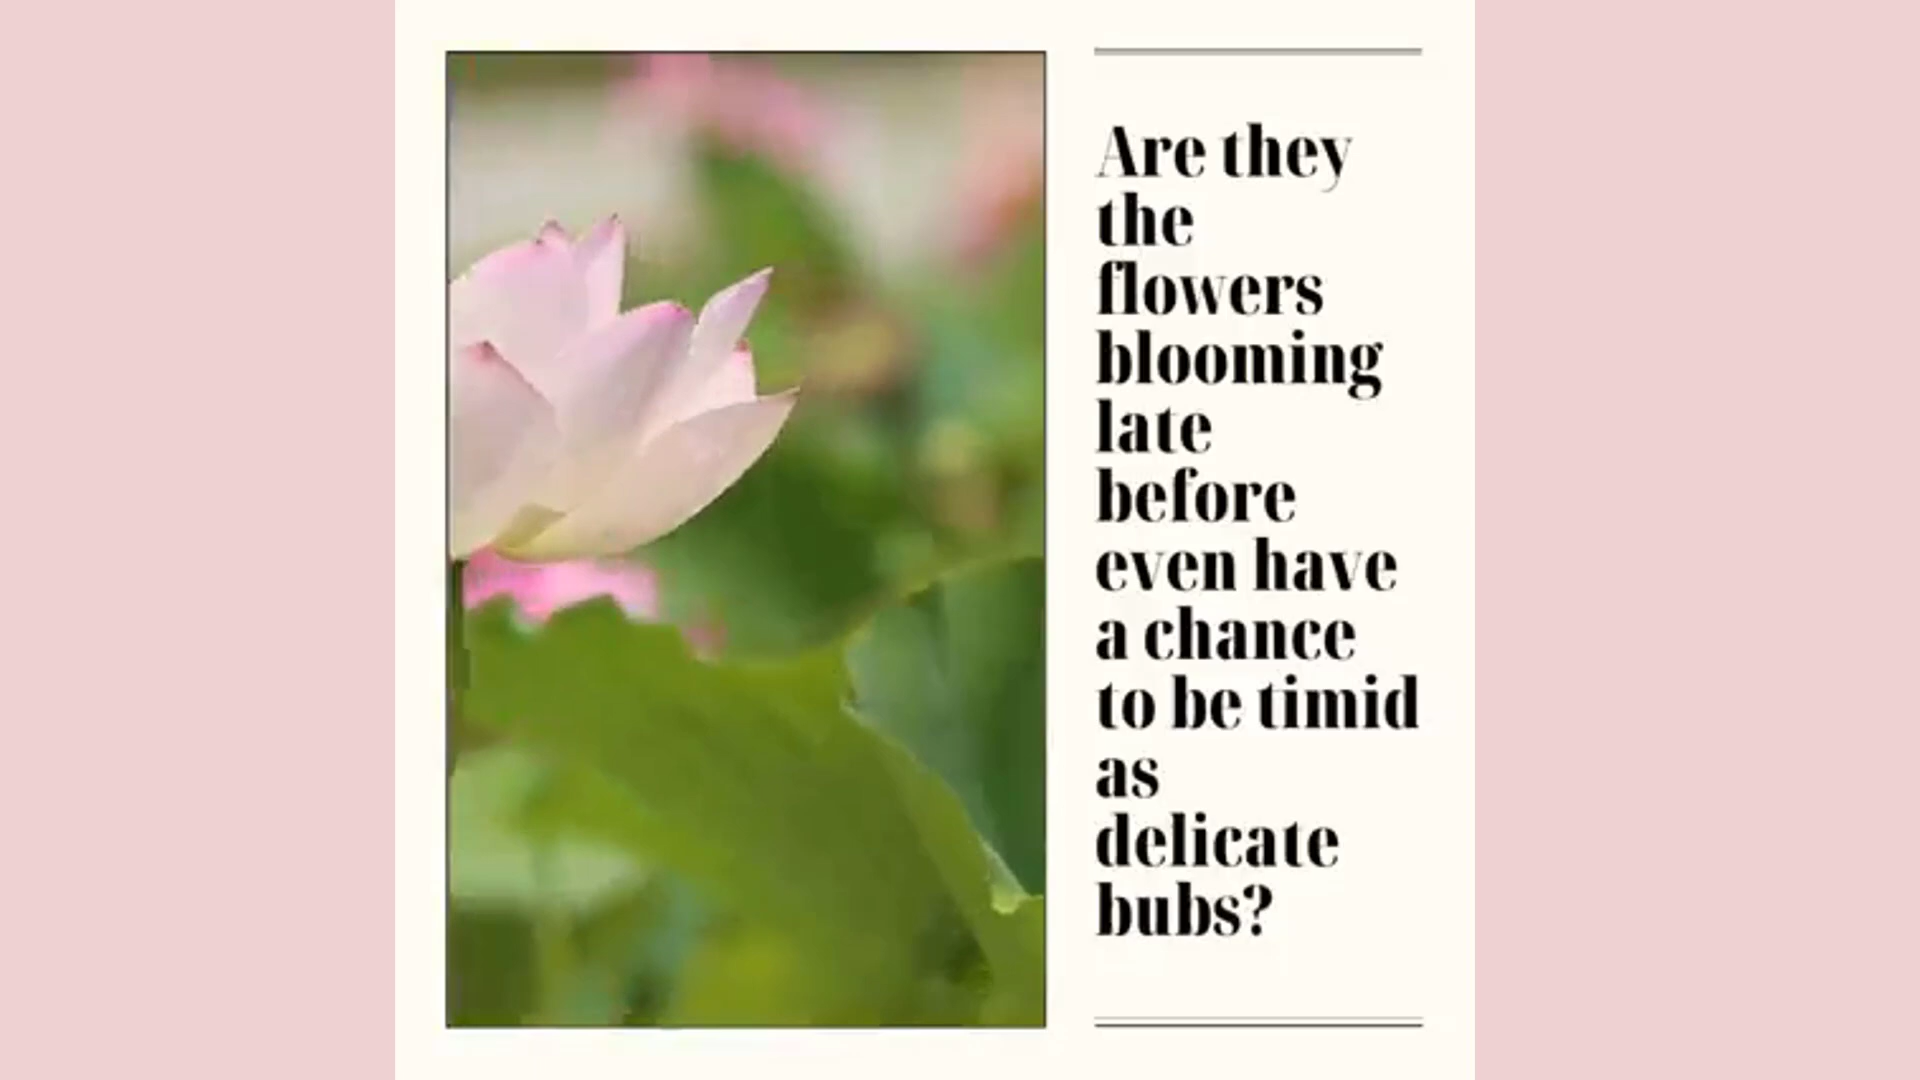 Are they
the
flowers
blooming
late
before
even have
a chance
to be timid
as
delicate
bubs?